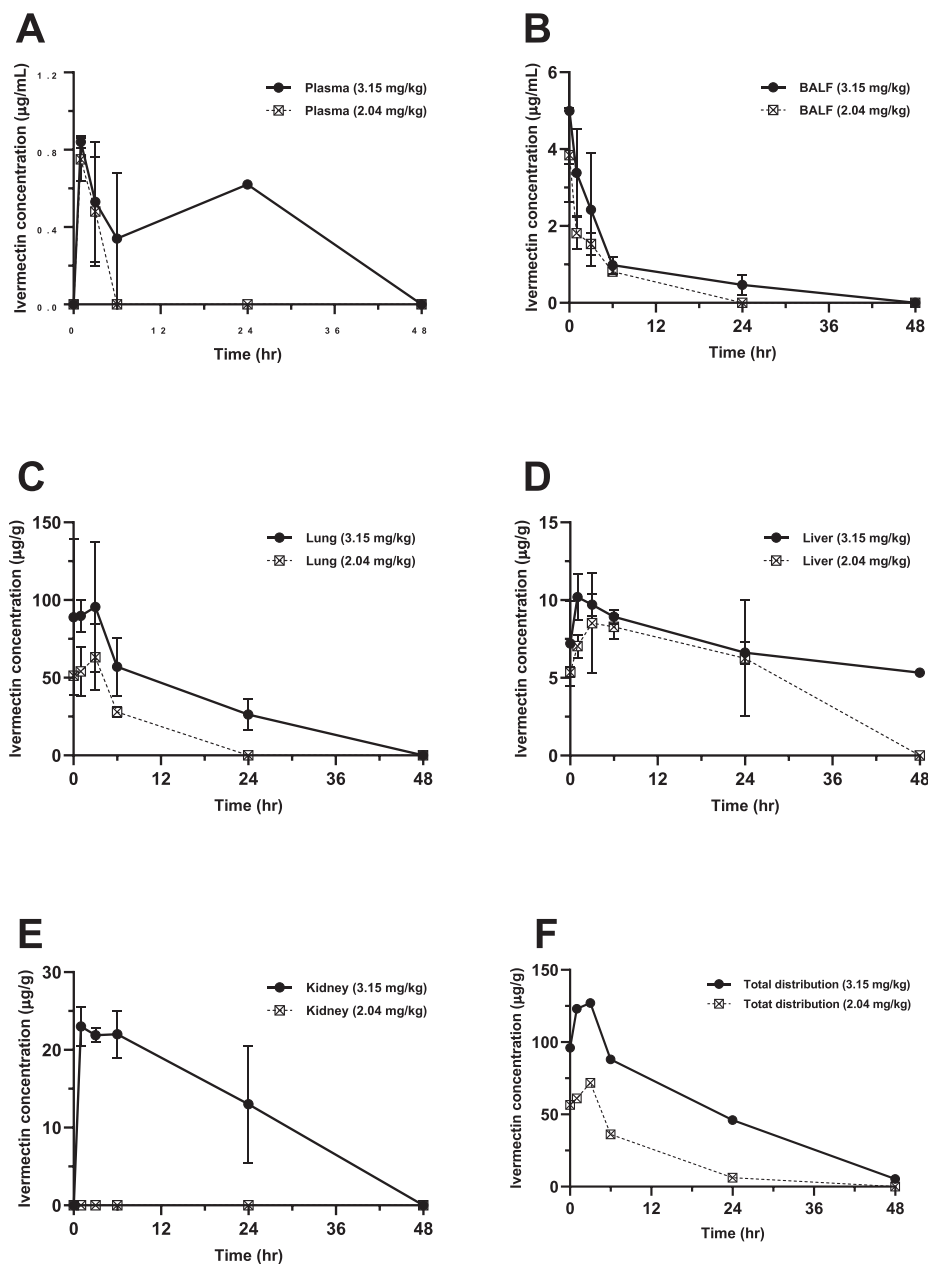 A
Ivermectin concentration (µg/mL)
1.2
0.8
0.4
0.0
0 12 24 36 48
Time (hr)
Plasma (3.15 mg/kg)
Plasma (2.04 mg/kg)
B
Ivermectin concentration (µg/mL)
6
4
2
0
0 12 24 36 48
Time (hr)
BALF (3.15 mg/kg)
BALF (2.04 mg/kg)
C
Ivermectin concentration (µg/g)
150
100
50
0
0 12 24 36 48
Time (hr)
Lung (3.15 mg/kg)
Lung (2.04 mg/kg)
D
Ivermectin concentration (µg/g)
15
10
5
0
0 12 24 36 48
Time (hr)
Liver (3.15 mg/kg)
Liver (2.04 mg/kg)
E
Ivermectin concentration (µg/g)
30
20
10
0
0 12 24 36 48
Time (hr)
Kidney (3.15 mg/kg)
Kidney (2.04 mg/kg)
F
Ivermectin concentration (µg/g)
150
100
50
0
0 12 24 36 48
Time (hr)
Total distribution (3.15 mg/kg)
Totat distribution (2.04 mg/kg)